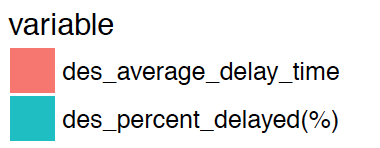 variable
des_average_delay_time
des_percent_delayed(%)